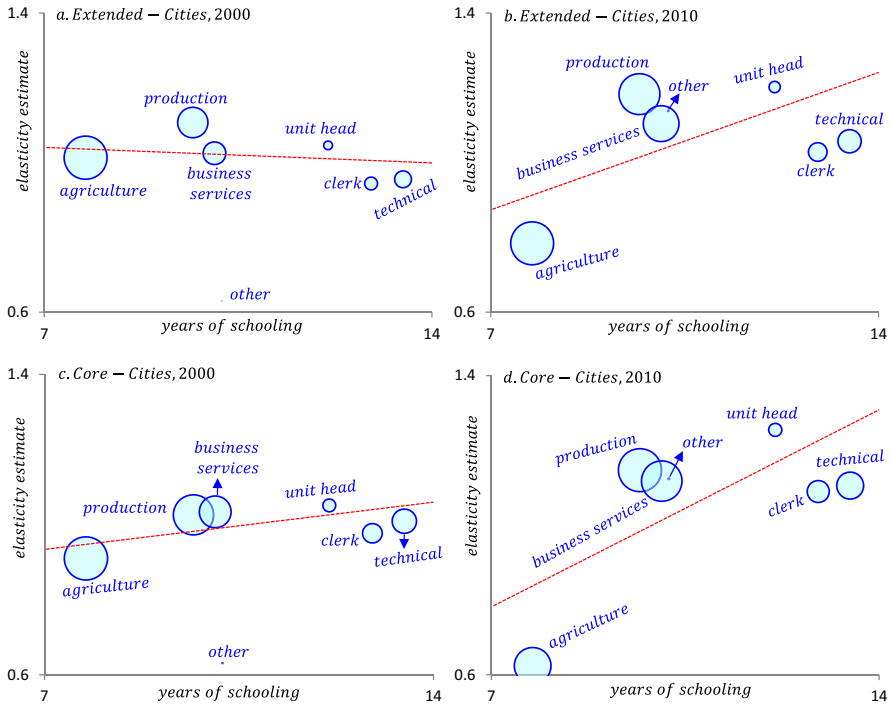 1.4
a. Extended − Cities, 2000
elasticity estimate
production
unit head
agriculture
business
services
clerk
technical
other
0.6
7
years of schooling
14
1.4
b. Extended − Cities, 2010
elasticity estimate
production
other
unit head
business services
technical
clerk
agriculture
0.6
7
years of schooling
14
1.4
c. Core − Cities, 2000
elasticity estimate
business
services
production
unit head
clerk
technical
agriculture
other
0.6
7
years of schooling
14
1.4
d. Core − Cities, 2010
elasticity estimate
unit head
production
other
technical
clerk
business services
agriculture
0.6
7
years of schooling
14